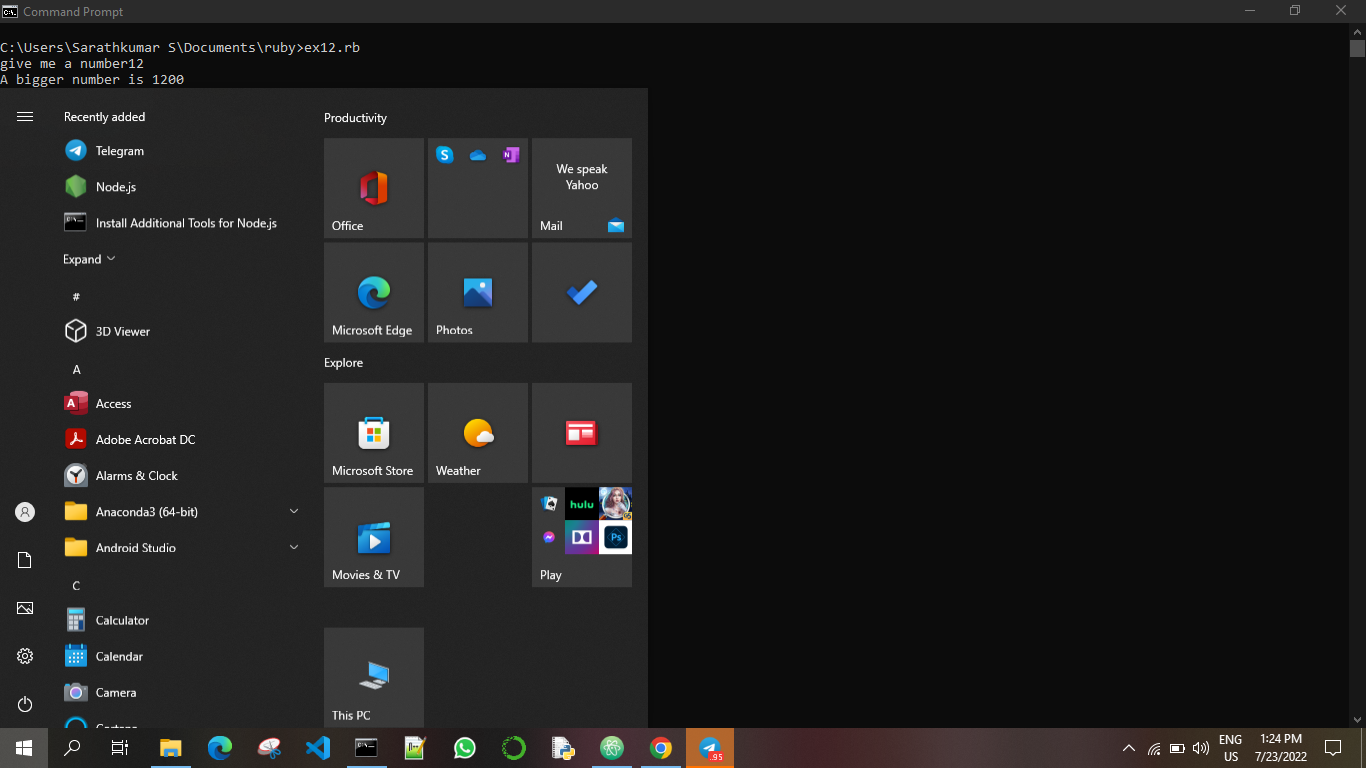 Command Prompt
C:\Users\Sarathkumar S\Documents\ruby>ex12.rb
give me a number12
A bigger number is 1200
Recently added
Telegram
Node.js
Install Additional Tools for Node.js
Expand
#
3D Viewer
A
Access
Adobe Acrobat DC
Alarms & Clock
Anaconda3 (64-bit)
Android Studio
C
Calculator
Calendar
Camera
Cortana
Productivity
Office
We speak
Yahoo
Mail
Microsoft Edge
Photos
Explore
Microsoft Store
Weather
Movies & TV
hulu
Ps
Play
This PC
.95
ENG
US
1:24 PM
7/23/2022